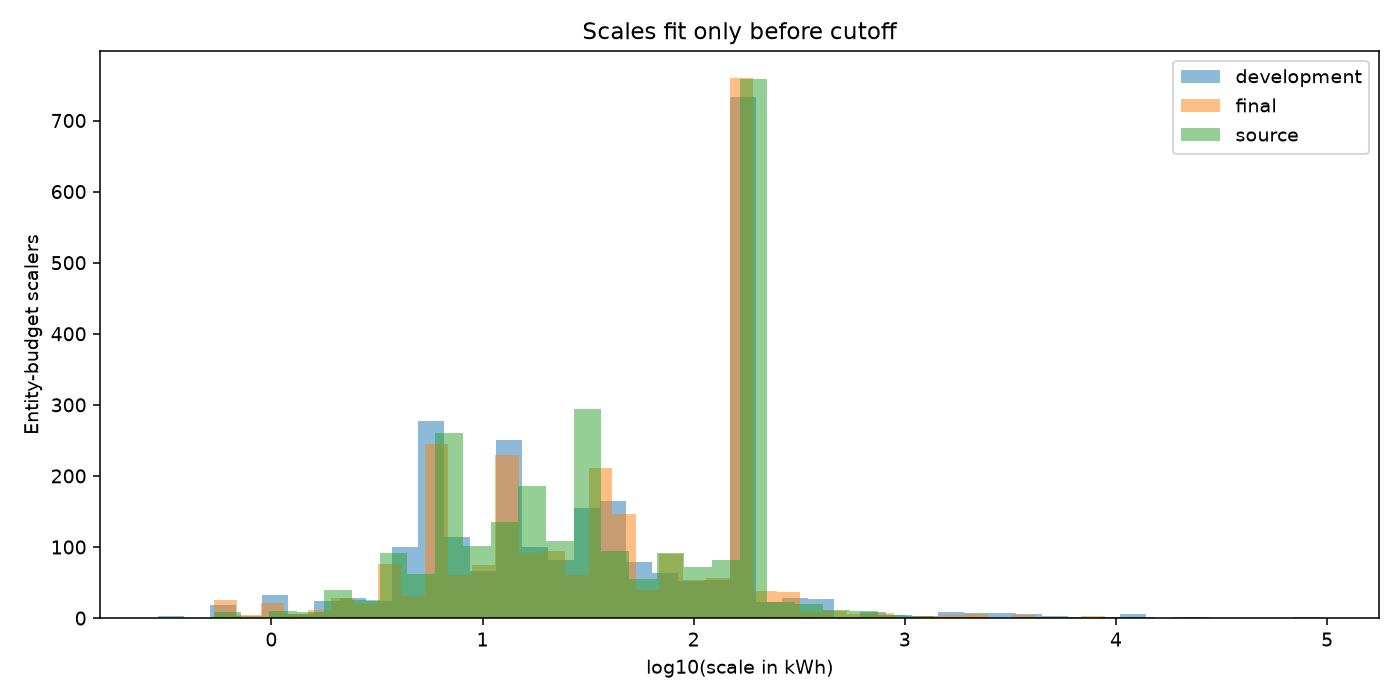 Scales fit only before cutoff
development
final
source
Entity-budget scalers
700
600
500
400
300
200
100
0
0 1 2 3 4 5
log10(scale in kWh)